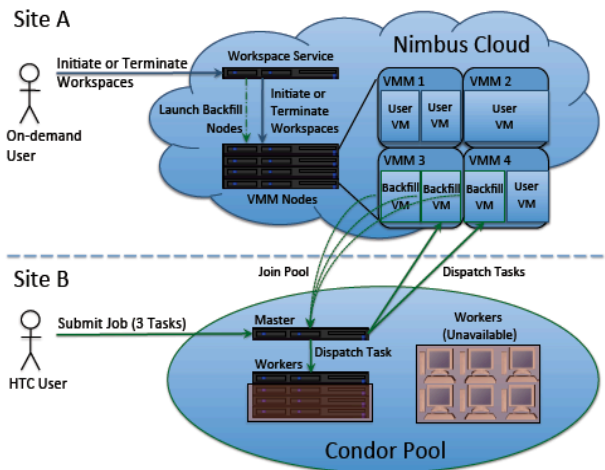 Site A
Nimbus Cloud
Initiate or Terminate
Workspaces
On-demand
User
Workspace Service
Launch Backfill
Nodes
Initiate or
Terminate
Workspaces
VMM Nodes
VMM 1
User
VM
User
VM
VMM 2
User
VM
VMM 3
Backfill
VM
Backfill
VM
VMM 4
Backfill
VM
User
VM
Join Pool
Dispatch Tasks
Site B
Submit Job (3 Tasks)
HTC User
Master
Dispatch Task
Workers
Workers
(Unavailable)
Condor Pool